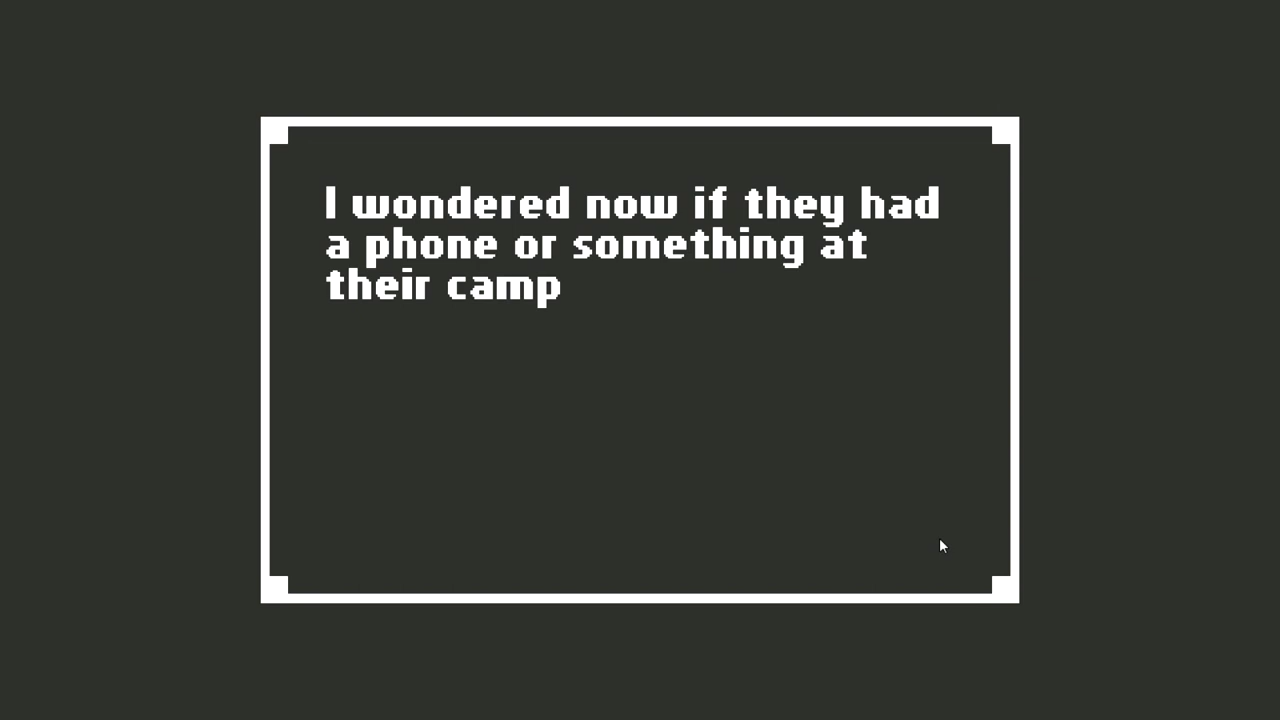 I wondered now if they had
a phone or something at
their camp